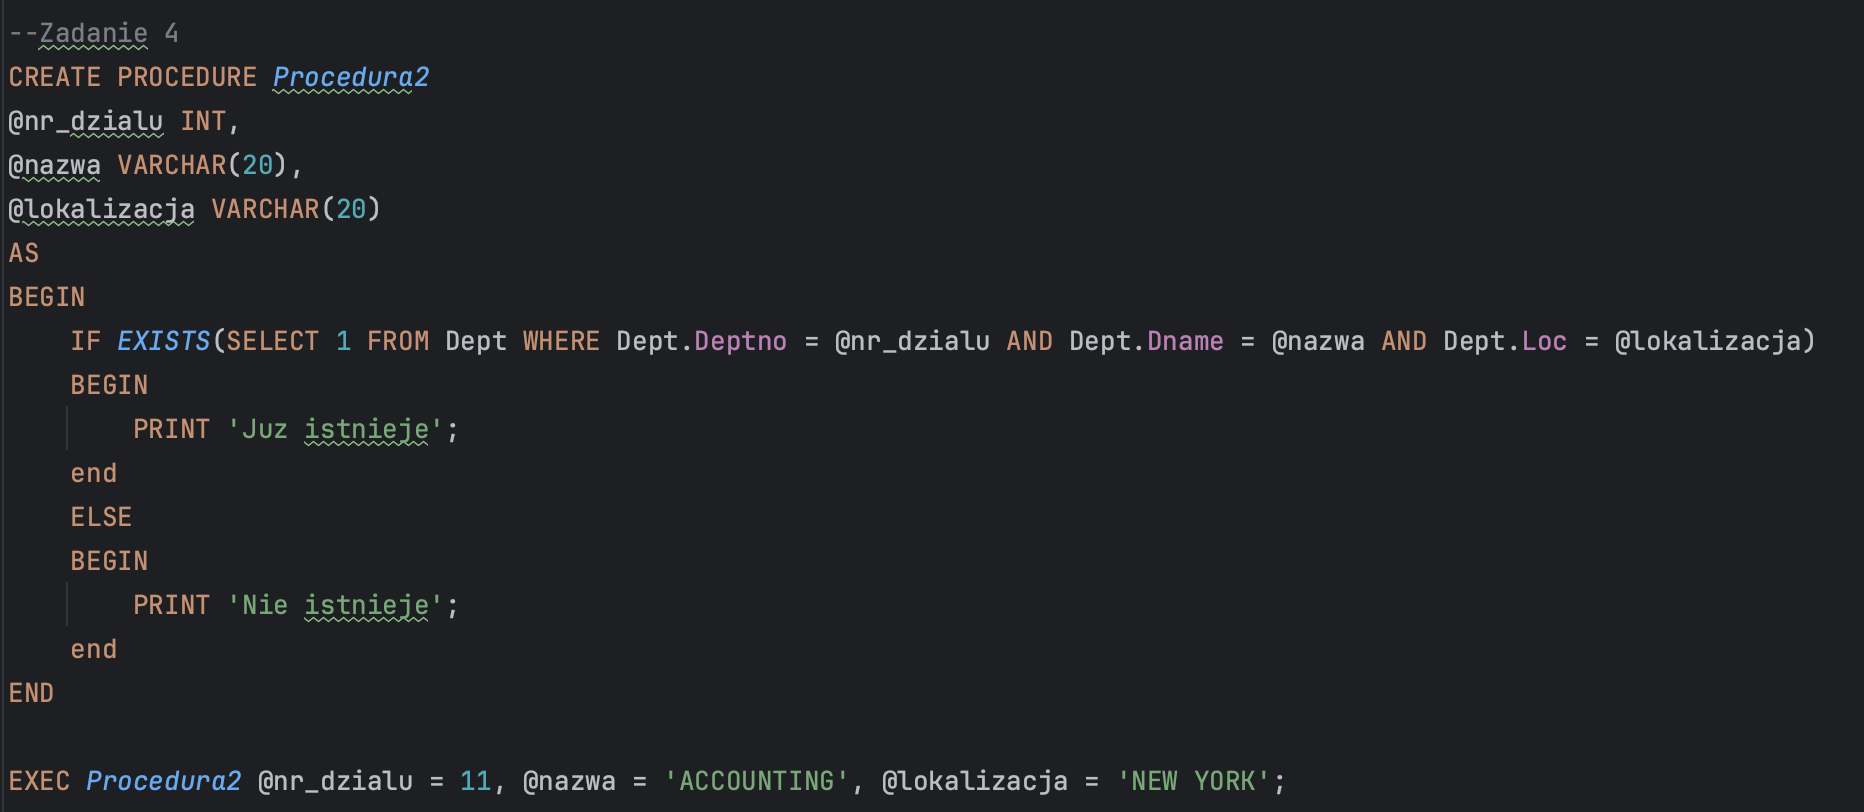 --Zadanie 4
CREATE PROCEDURE Procedura2
@nr_dzialu INT,
@nazwa VARCHAR(20),
@lokalizacja VARCHAR(20)
AS
BEGIN
    IF EXISTS(SELECT 1 FROM Dept WHERE Dept.Deptno = @nr_dzialu AND Dept.Dname = @nazwa AND Dept.Loc = @lokalizacja)
    BEGIN
        PRINT 'Juz istnieje';
    end
    ELSE
    BEGIN
        PRINT 'Nie istnieje';
    end
END
EXEC Procedura2 @nr_dzialu = 11, @nazwa = 'ACCOUNTING', @lokalizacja = 'NEW YORK';